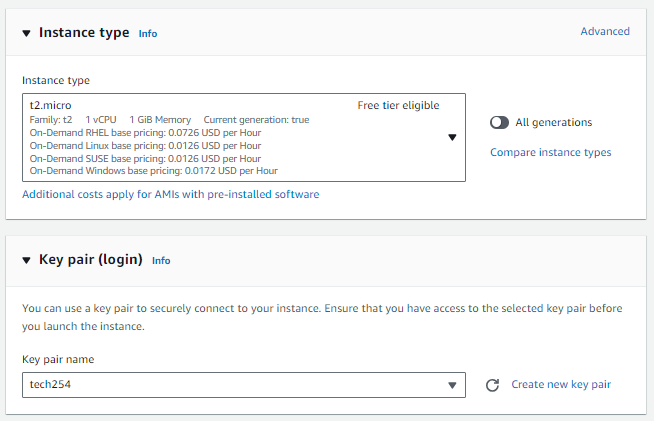 Instance type Info
Advanced
Instance type
t2.micro Free tier eligible
Family: t2 1 vCPU 1 GiB Memory Current generation: true
On-Demand RHEL base pricing: 0.0726 USD per Hour
On-Demand Linux base pricing: 0.0126 USD per Hour
On-Demand SUSE base pricing: 0.0126 USD per Hour
On-Demand Windows base pricing: 0.0172 USD per Hour
All generations
Compare instance types
Additional costs apply for AMIs with pre-installed software
Key pair (login) Info
You can use a key pair to securely connect to your instance. Ensure that you have access to the selected key pair before
you launch the instance.
Key pair name
tech254
Create new key pair